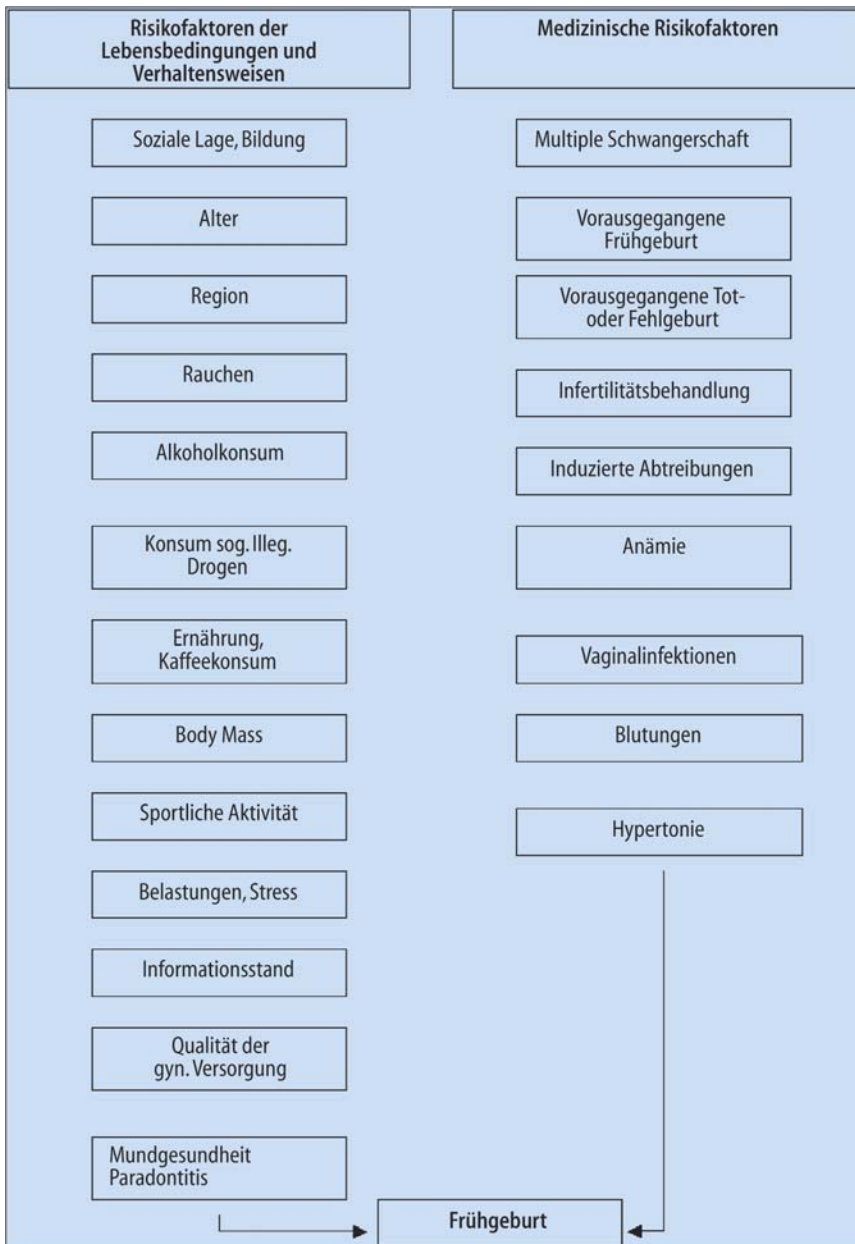 Risikofaktoren der
Lebensbedingungen und
Verhaltensweisen
Soziale Lage, Bildung
Alter
Region
Rauchen
Alkoholkonsum
Konsum sog. Illeg.
Drogen
Ernährung,
Kaffeekonsum
Body Mass
Sportliche Aktivität
Belastungen, Stress
Informationsstand
Qualität der
gyn. Versorgung
Mundgesundheit
Paradontitis
Medizinische Risikofaktoren
Multiple Schwangerschaft
Vorausgegangene
Frühgeburt
Vorausgegangene Tot-
oder Fehlgeburt
Infertilitätsbehandlung
Induzierte Abtreibungen
Anämie
Vaginalinfektionen
Blutungen
Hypertonie
Frühgeburt